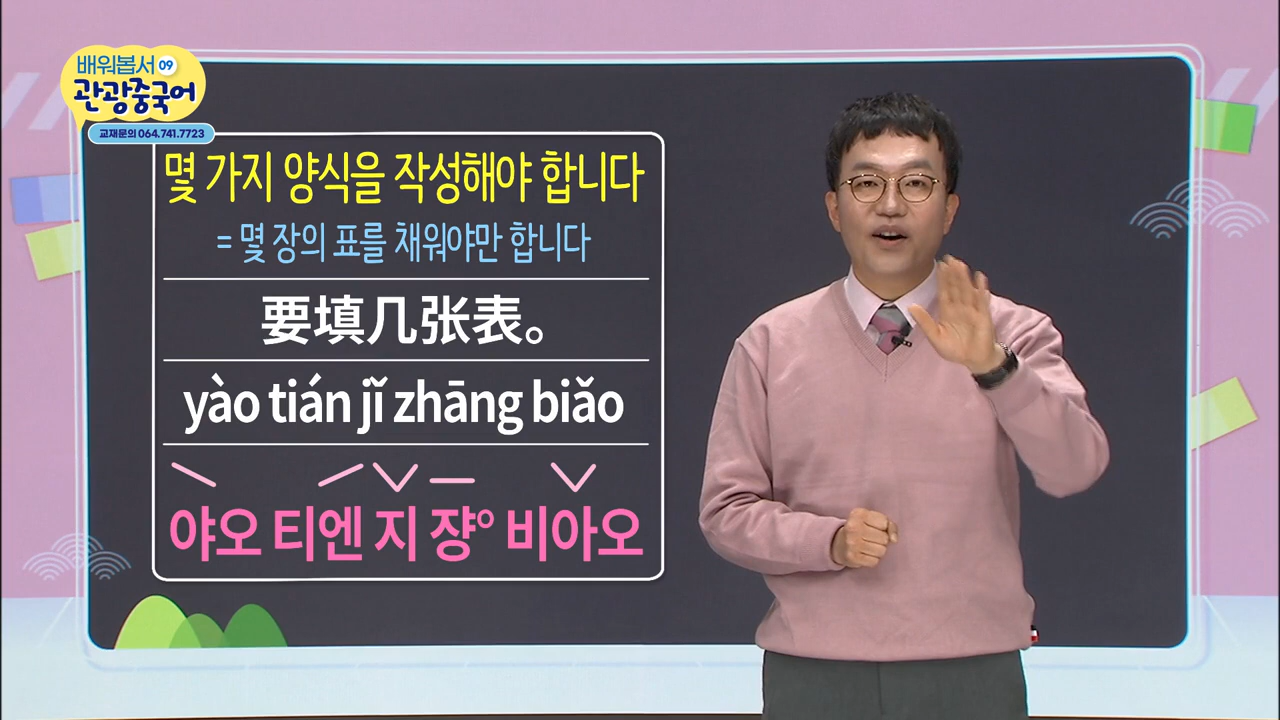 배워봅서 09
관광중국어
교재문의 064.741.7723
몇 가지 양식을 작성해야 합니다
= 몇 장의 표를 채워야만 합니다
要填几张表。
yào tián jǐ zhāng biǎo
야오 티엔 지 쟝° 비아오